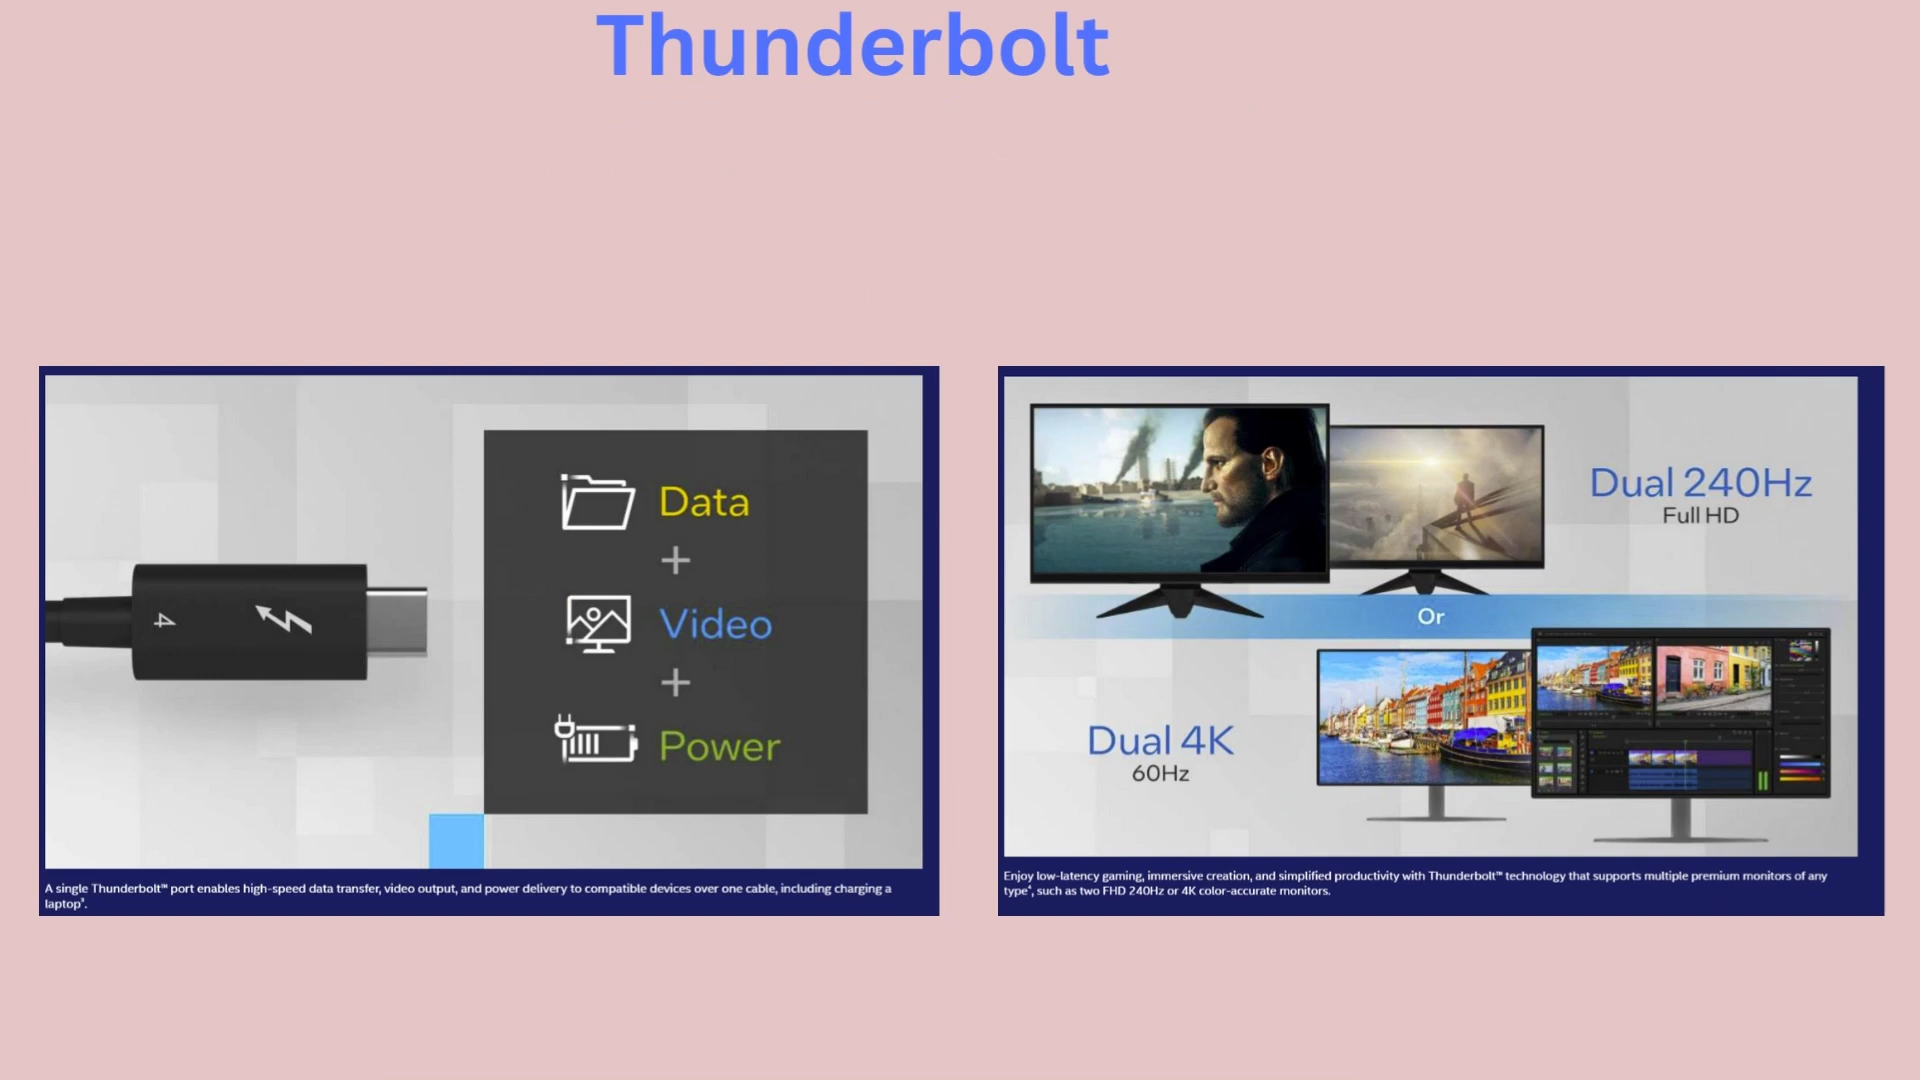 Thunderbolt
4
Data
+
Video
+
Power
A single Thunderbolt™ port enables high-speed data transfer, video output, and power delivery to compatible devices over one cable, including charging a
laptop³.
Dual 240Hz
Full HD
Or
Dual 4K
60Hz
Enjoy low-latency gaming, immersive creation, and simplified productivity with Thunderbolt™ technology that supports multiple premium monitors of any
type⁴, such as two FHD 240Hz or 4K color-accurate monitors.